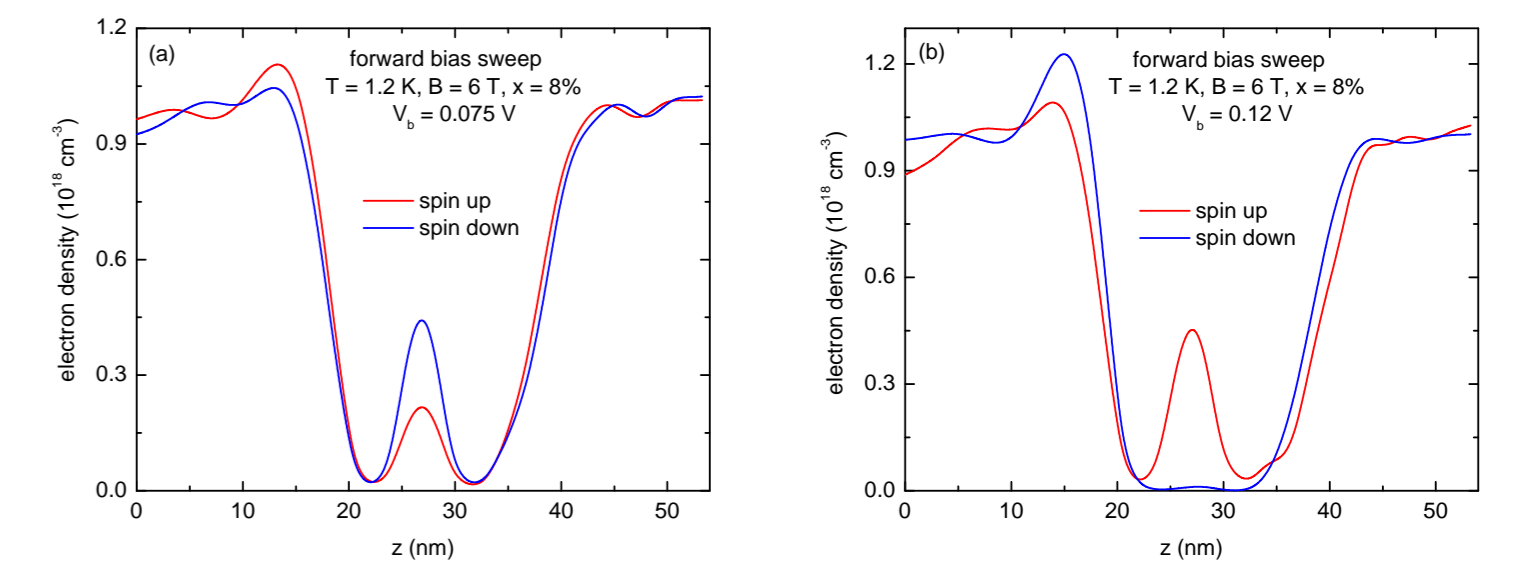 (a)
forward bias sweep
T = 1.2 K, B = 6 T, x = 8%
V_b = 0.075 V
spin up
spin down
electron density (10^18 cm^-3)
1.2
0.9
0.6
0.3
0.0
0 10 20 30 40 50
z (nm)
(b)
forward bias sweep
T = 1.2 K, B = 6 T, x = 8%
V_b = 0.12 V
spin up
spin down
electron density (10^18 cm^-3)
1.2
0.9
0.6
0.3
0.0
0 10 20 30 40 50
z (nm)